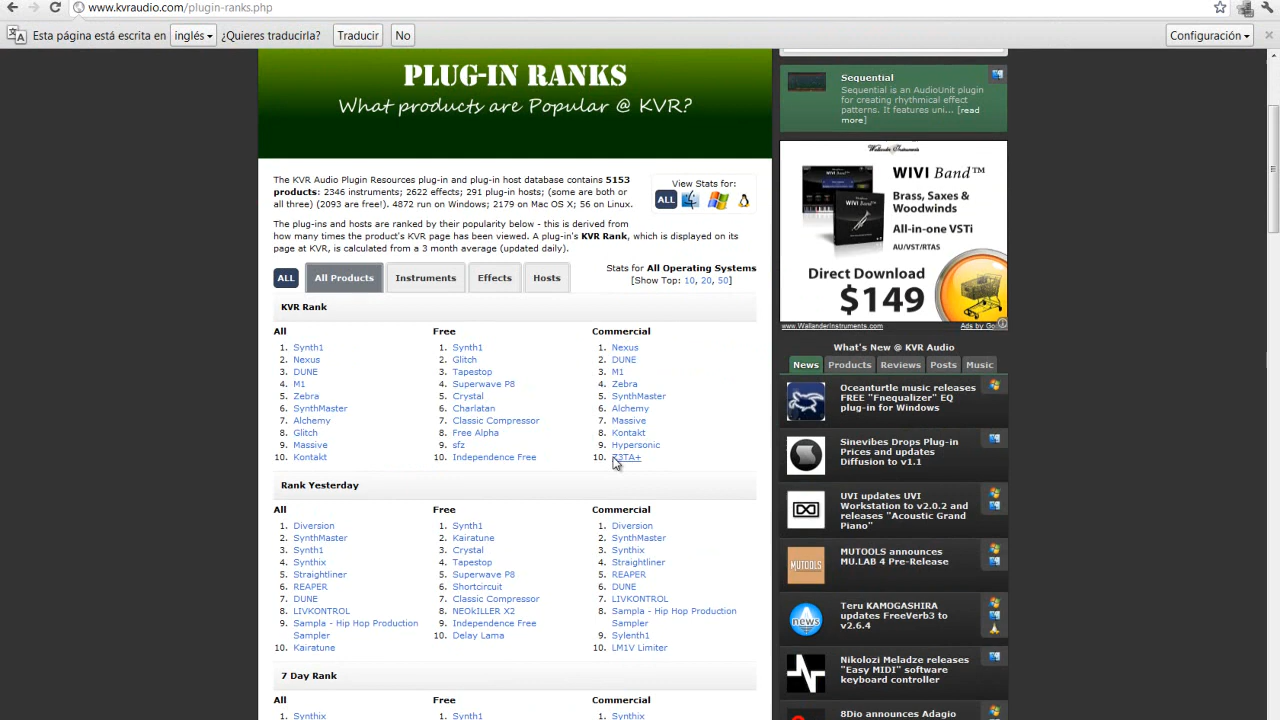 www.kvraudio.com/plugin-ranks.php
Esta página está escrita en inglés ¿Quieres traducirla? Traducir No Configuración
PLUG-IN RANKS
What products are Popular @ KVR?
The KVR Audio Plugin Resources plug-in and plug-in host database contains 5153
products: 2346 instruments; 2622 effects; 291 plug-in hosts; (some are both or
all three) (2093 are free!). 4872 run on Windows; 2179 on Mac OS X; 56 on Linux.
The plug-ins and hosts are ranked by their popularity below - this is derived from
how many times the product's KVR page has been viewed. A plug-in's KVR Rank, which is displayed on its
page at KVR, is calculated from a 3 month average (updated daily).
View Stats for:
ALL
ALL All Products Instruments Effects Hosts
Stats for All Operating Systems
[Show Top: 10, 20, 50]
KVR Rank
All
1. Synth1
2. Nexus
3. DUNE
4. M1
5. Zebra
6. SynthMaster
7. Alchemy
8. Glitch
9. Massive
10. Kontakt
Free
1. Synth1
2. Glitch
3. Tapestop
4. Superwave P8
5. Crystal
6. Charlatan
7. Classic Compressor
8. Free Alpha
9. sfz
10. Independence Free
Commercial
1. Nexus
2. DUNE
3. M1
4. Zebra
5. SynthMaster
6. Alchemy
7. Massive
8. Kontakt
9. Hypersonic
10. Z3TA+
Rank Yesterday
All
1. Diversion
2. SynthMaster
3. Synth1
4. Synthix
5. Straightliner
6. REAPER
7. DUNE
8. LIVKONTROL
9. Sampla - Hip Hop Production
Sampler
10. Kairatune
Free
1. Synth1
2. Kairatune
3. Crystal
4. Tapestop
5. Superwave P8
6. Shortcircuit
7. Classic Compressor
8. NEOkILLER X2
9. Independence Free
10. Delay Lama
Commercial
1. Diversion
2. SynthMaster
3. Synthix
4. Straightliner
5. REAPER
6. DUNE
7. LIVKONTROL
8. Sampla - Hip Hop Production
Sampler
9. Sylenth1
10. LM1V Limiter
7 Day Rank
All
1. Synthix
Free
1. Synth1
Commercial
1. Synthix
Sequential
Sequential is an AudioUnit plugin
for creating rhythmical effect
patterns. It features uni... [read
more]
Wallander Instruments
WIVI Band™
Brass, Saxes &
Woodwinds
All-in-one VSTi
AU/VST/RTAS
Direct Download
$149
www.WallanderInstruments.com
Ads by Go
What's New @ KVR Audio
News Products Reviews Posts Music
Oceanturtle music releases
FREE "Fnequalizer" EQ
plug-in for Windows
Sinevibes Drops Plug-in
Prices and updates
Diffusion to v1.1
UVI updates UVI
Workstation to v2.0.2 and
releases "Acoustic Grand
Piano"
MUTOOLS
MUTOOLS announces
MU.LAB 4 Pre-Release
news
Teru KAMOGASHIRA
updates FreeVerb3 to
v2.6.4
Nikolozi Meladze releases
"Easy MIDI" software
keyboard controller
8Dio announces Adagio